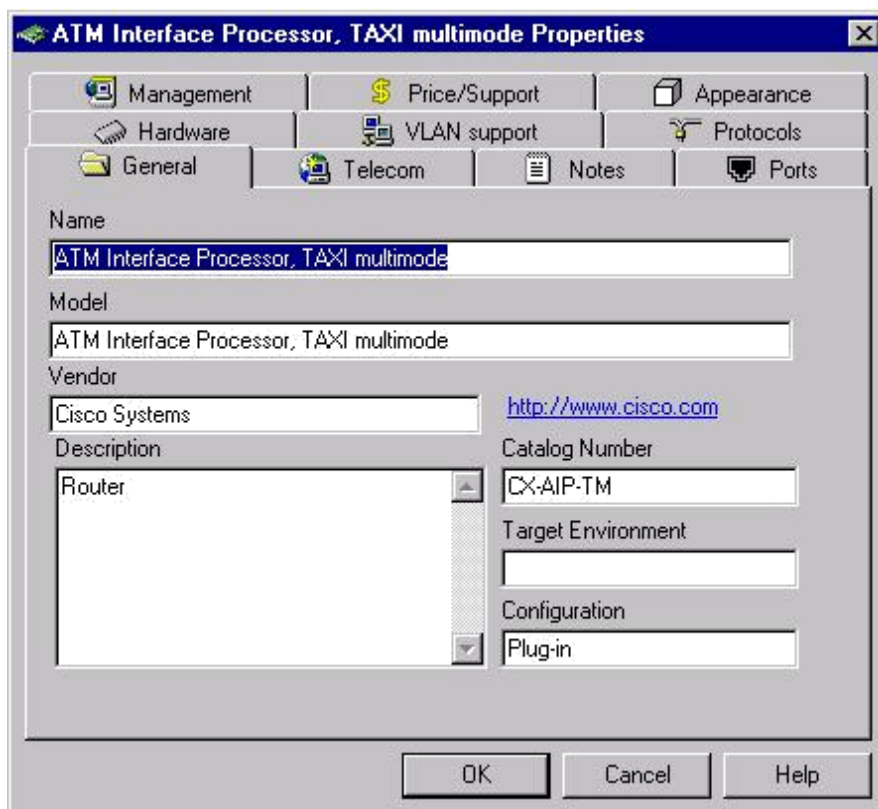 ATM Interface Processor, TAXI multimode Properties
Management Price/Support Appearance
Hardware VLAN support Protocols
General Telecom Notes Ports
Name
ATM Interface Processor, TAXI multimode
Model
ATM Interface Processor, TAXI multimode
Vendor
Cisco Systems http://www.cisco.com
Description Catalog Number
Router CX-AIP-TM
Target Environment
Configuration
Plug-in
OK Cancel Help